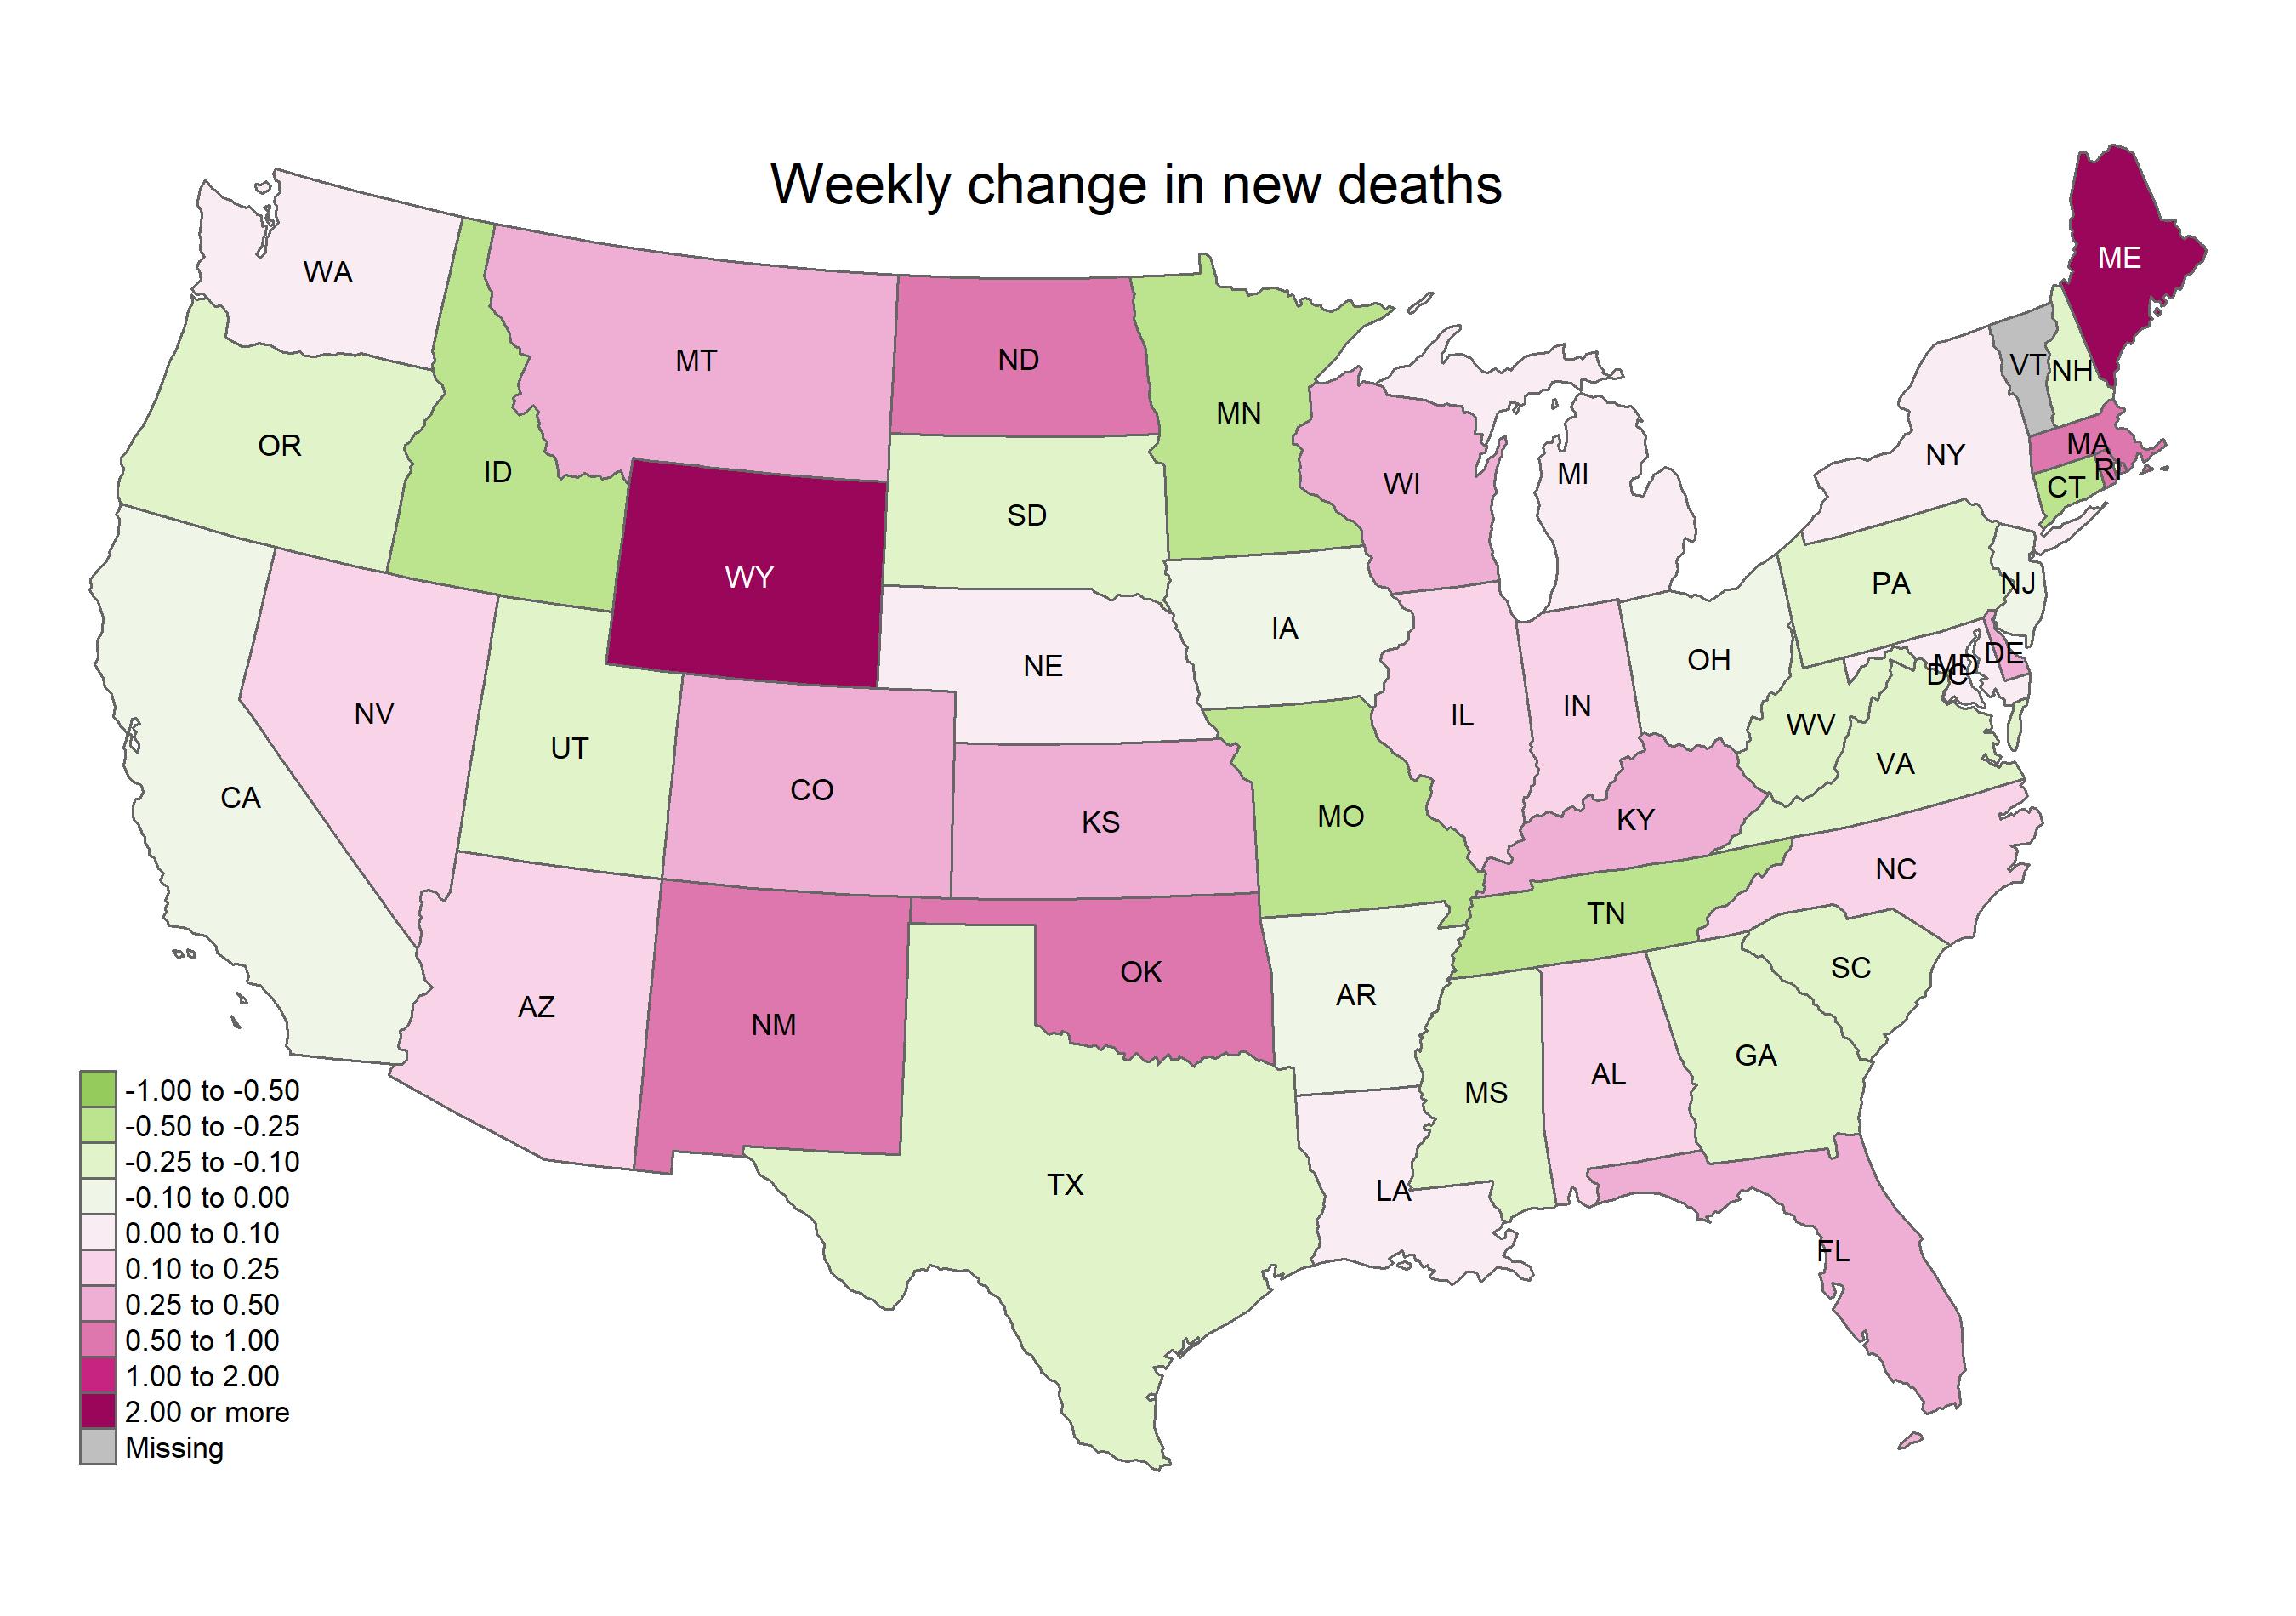 Weekly change in new deaths
ME
WA
MT
ND
VT
NH
MN
OR
MA
NY
RI
ID
WI
MI
CT
SD
WY
PA
NJ
IA
DE
MD
OH
NE
DC
IN
NV
IL
WV
UT
VA
CO
CA
MO
KY
KS
NC
TN
SC
OK
AR
AZ
NM
GA
AL
MS
TX
LA
FL
-1.00 to -0.50
-0.50 to -0.25
-0.25 to -0.10
-0.10 to 0.00
0.00 to 0.10
0.10 to 0.25
0.25 to 0.50
0.50 to 1.00
1.00 to 2.00
2.00 or more
Missing